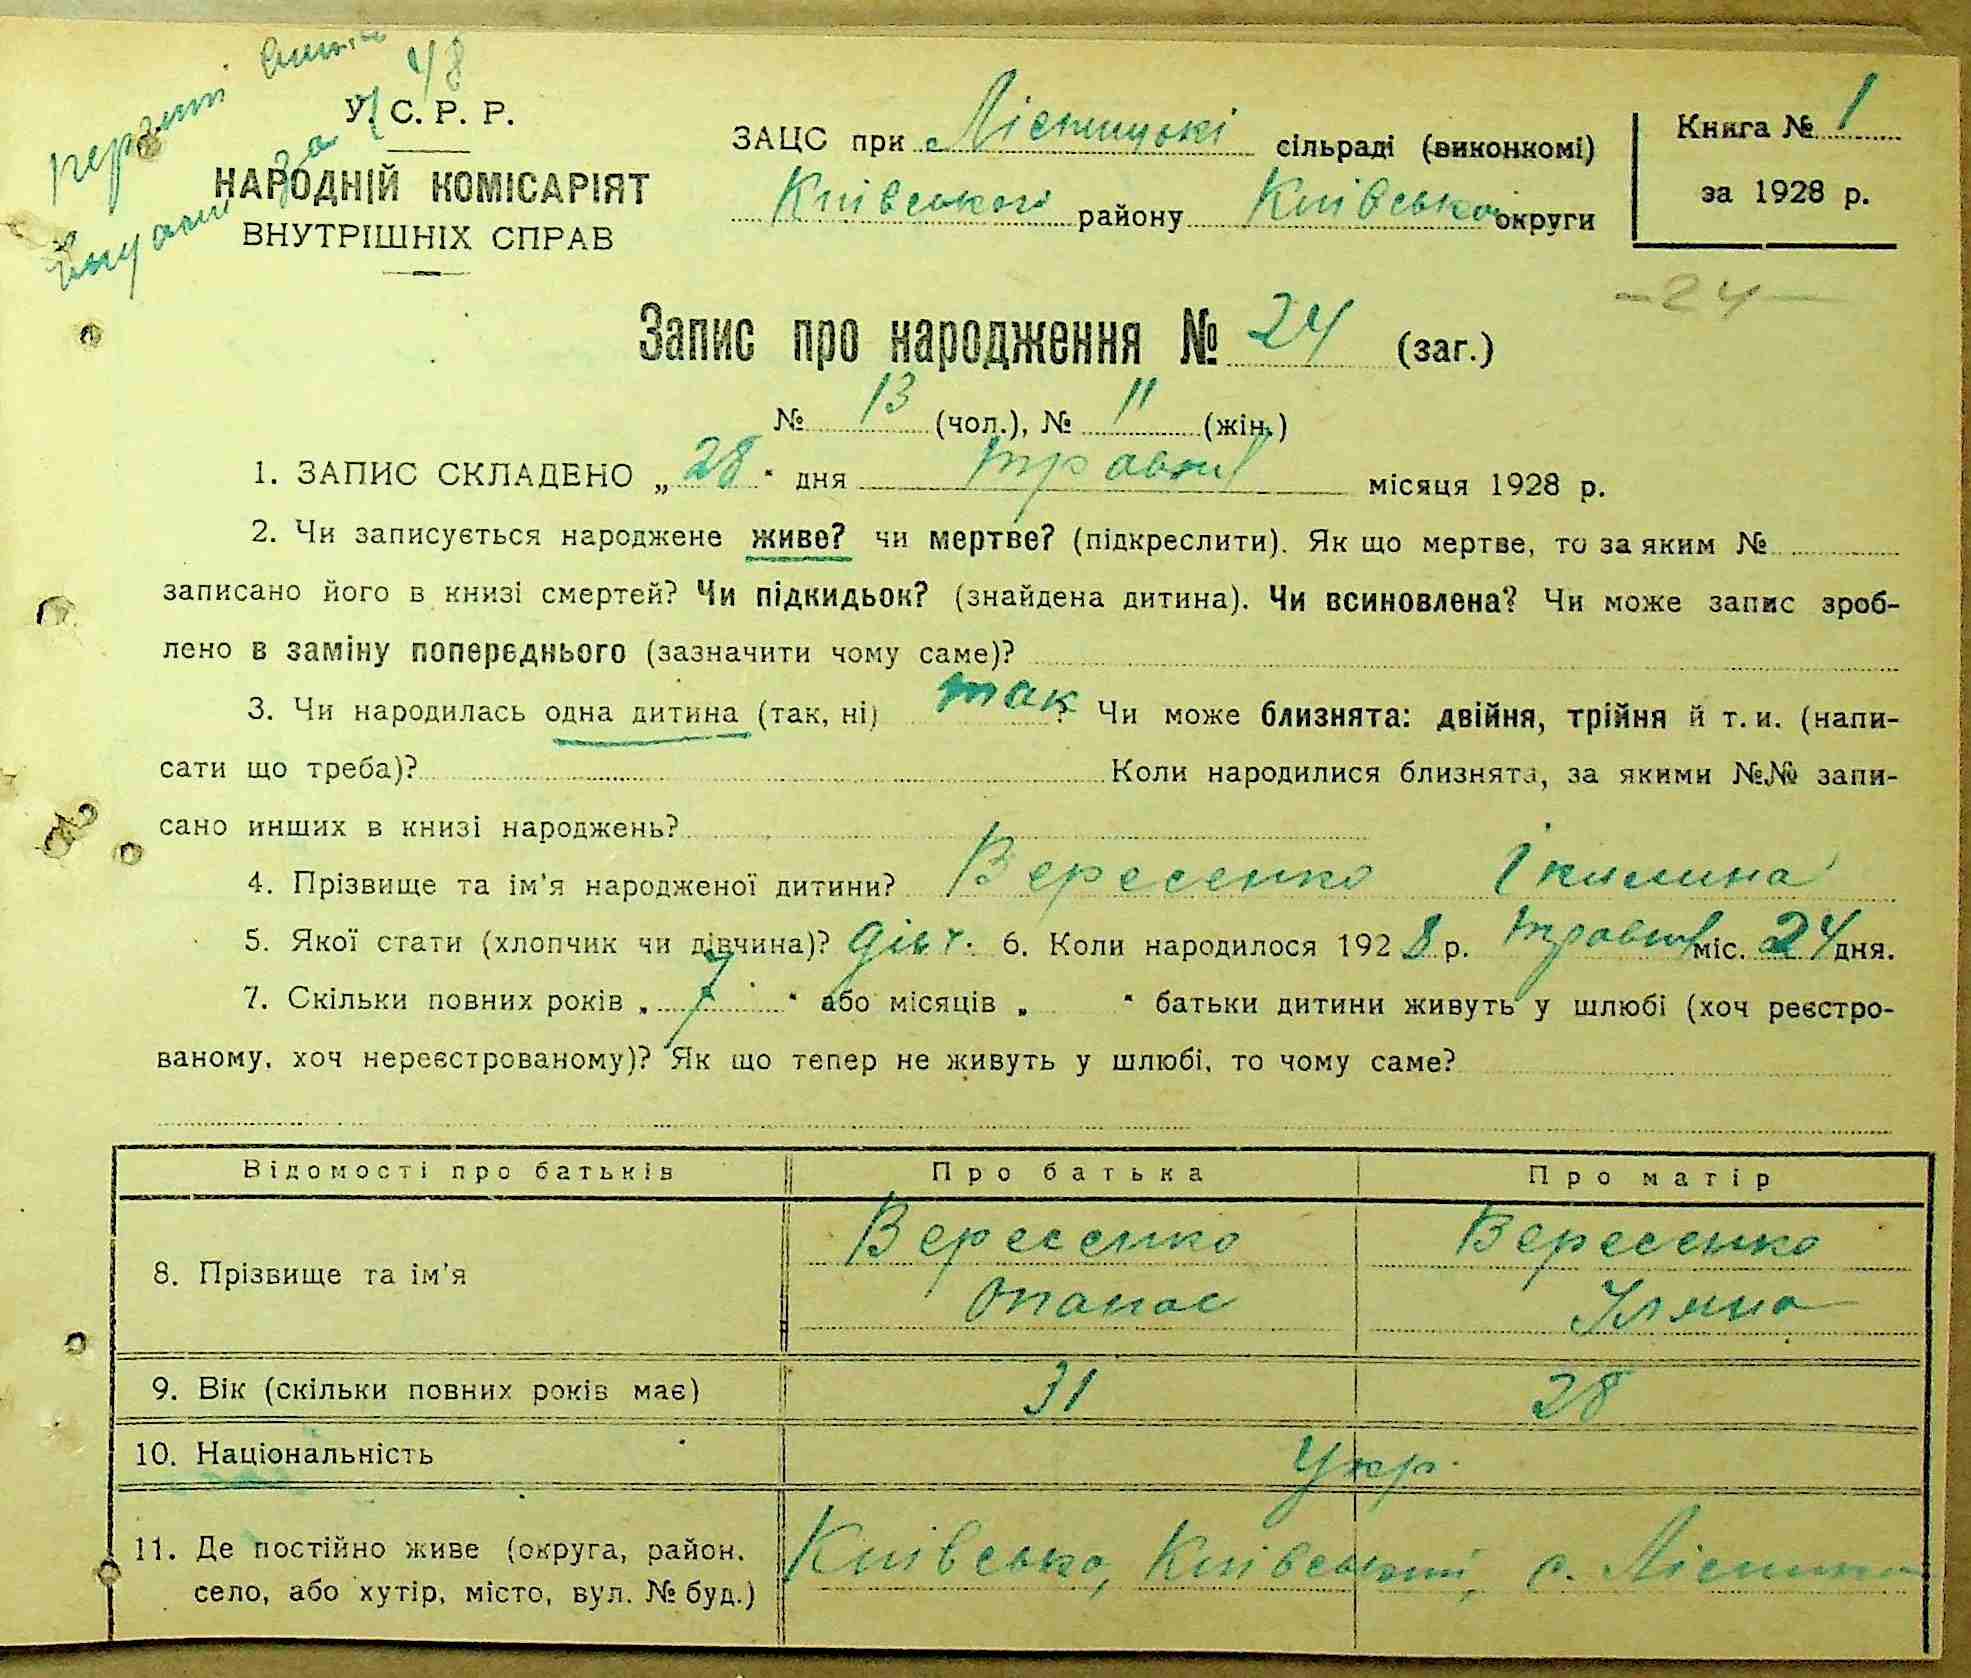 за № 48
У. С. Р. Р.
НАРОДНІЙ КОМІСАРІЯТ
ВНУТРІШНІХ СПРАВ
ЗАЦС при Лісницькі сільраді (виконкомі)
Київського району Київсько округи
Книга № 1
за 1928 р.
- 24 -
Запис про народження № 24 (заг.)
№ 13 (чол.), № 11 (жін.)
1. ЗАПИС СКЛАДЕНО „ 28 “ дня травня місяця 1928 р.
2. Чи записується народжене живе? чи мертве? (підкреслити). Як що мертве, то за яким №
записано його в книзі смертей? Чи підкидьок? (знайдена дитина). Чи всиновлена? Чи може запис зроб-
лено в заміну попереднього (зазначити чому саме)?
3. Чи народилась одна дитина (так, ні) так ? Чи може близнята: двійня, трійня й т. и. (напи-
сати що треба)? Коли народилися близнята, за якими №№ запи-
сано инших в книзі народжень?
4. Прізвище та ім'я народженої дитини? ВересенкоІкилина
5. Якої стати (хлопчик чи дівчина)? дівч. 6. Коли народилося 1928 р. травня міс. 24 дня.
7. Скільки повних років „ 7 “ або місяців „ “ батьки дитини живуть у шлюбі (хоч реєстро-
ваному, хоч нереєстрованому)? Як що тепер не живуть у шлюбі, то чому саме?
Відомості про батьків Про батька Про матір
8. Прізвище та ім'я Вересенко Вересенко
Опанас Уляна
9. Вік (скільки повних років має) 31 28
10. Національність Укр.
11. Де постійно живе (округа, район,
село, або хутір, місто, вул. № буд.) Київсько, Київський, с. Лісники